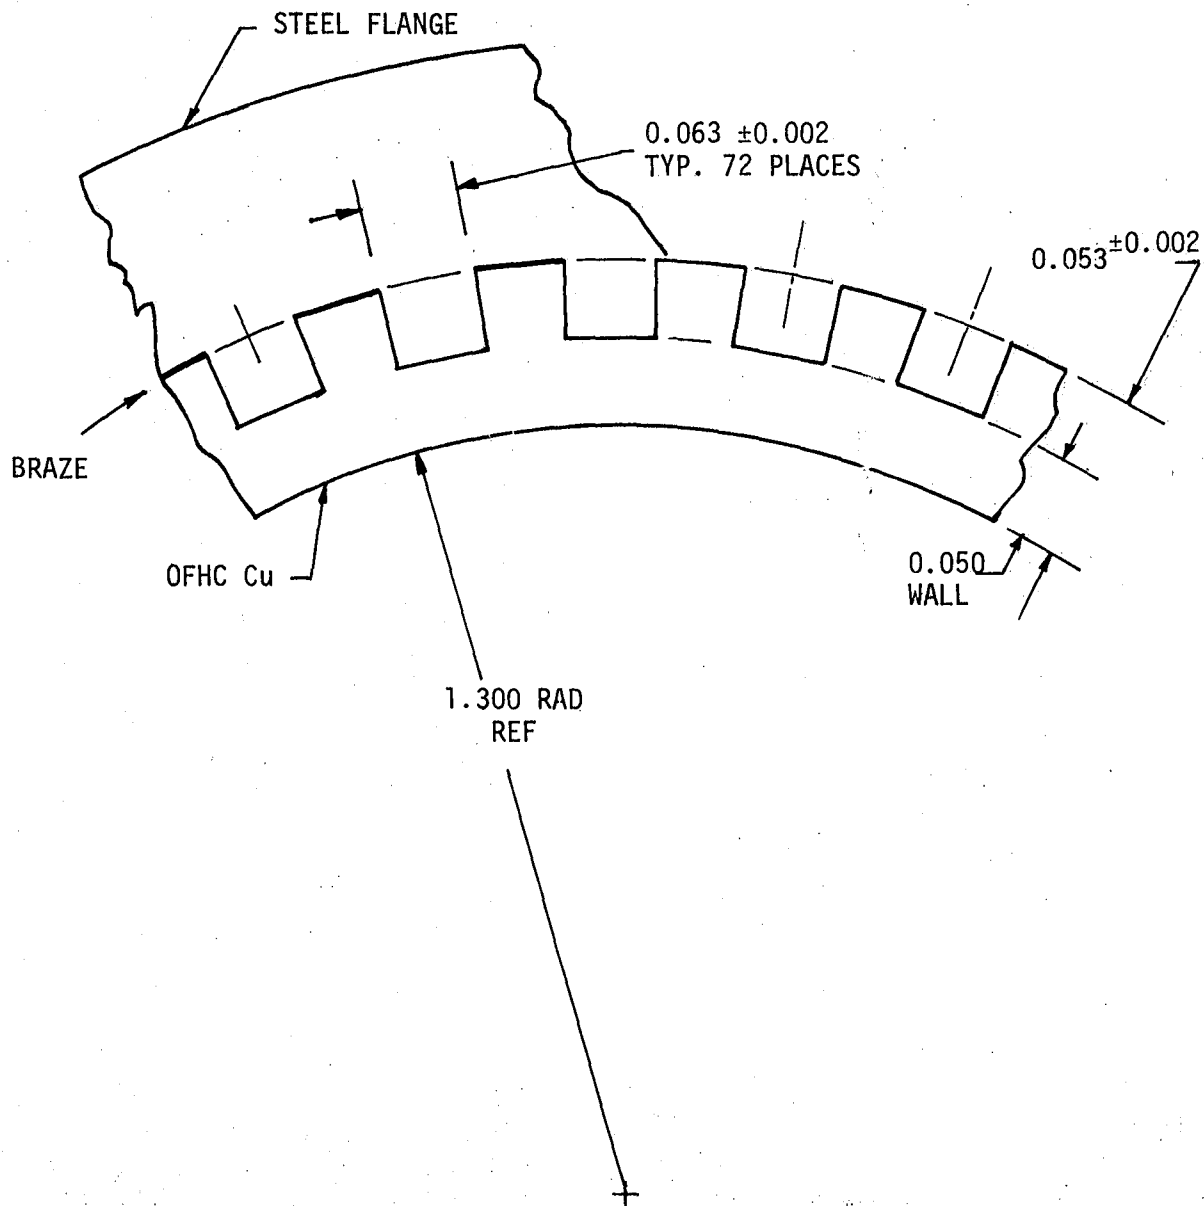 STEEL FLANGE
0.063 ±0.002
TYP. 72 PLACES
0.053±0.002
BRAZE
OFHC Cu
0.050
WALL
1.300 RAD
REF